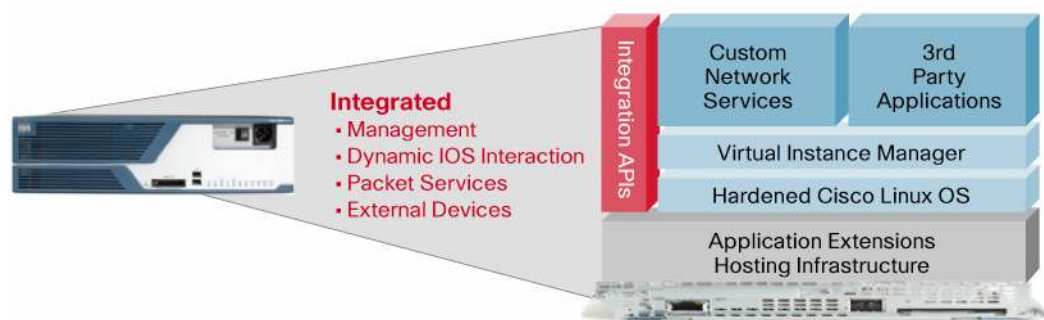 Integrated
▪ Management
▪ Dynamic IOS Interaction
▪ Packet Services
▪ External Devices
Integration APIs
Custom
Network
Services
3rd
Party
Applications
Virtual Instance Manager
Hardened Cisco Linux OS
Application Extensions
Hosting Infrastructure